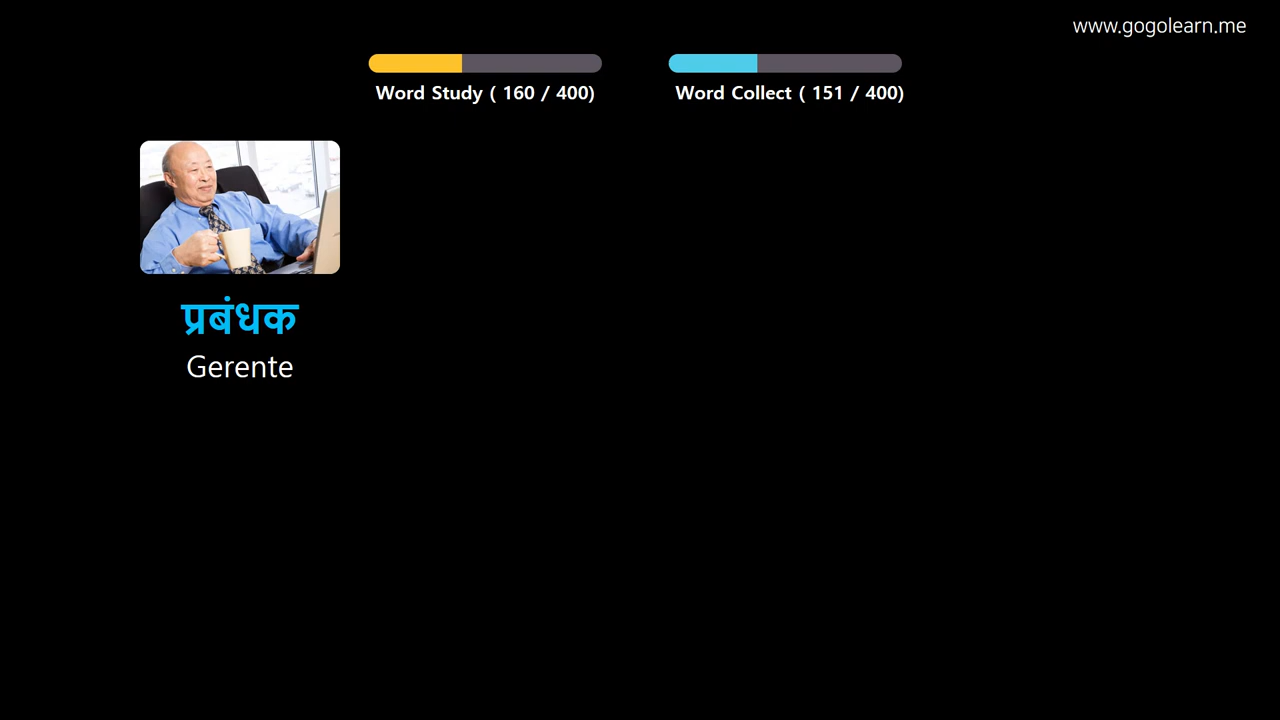 www.gogolearn.me
Word Study ( 160 / 400)
Word Collect ( 151 / 400)
प्रबंधक
Gerente